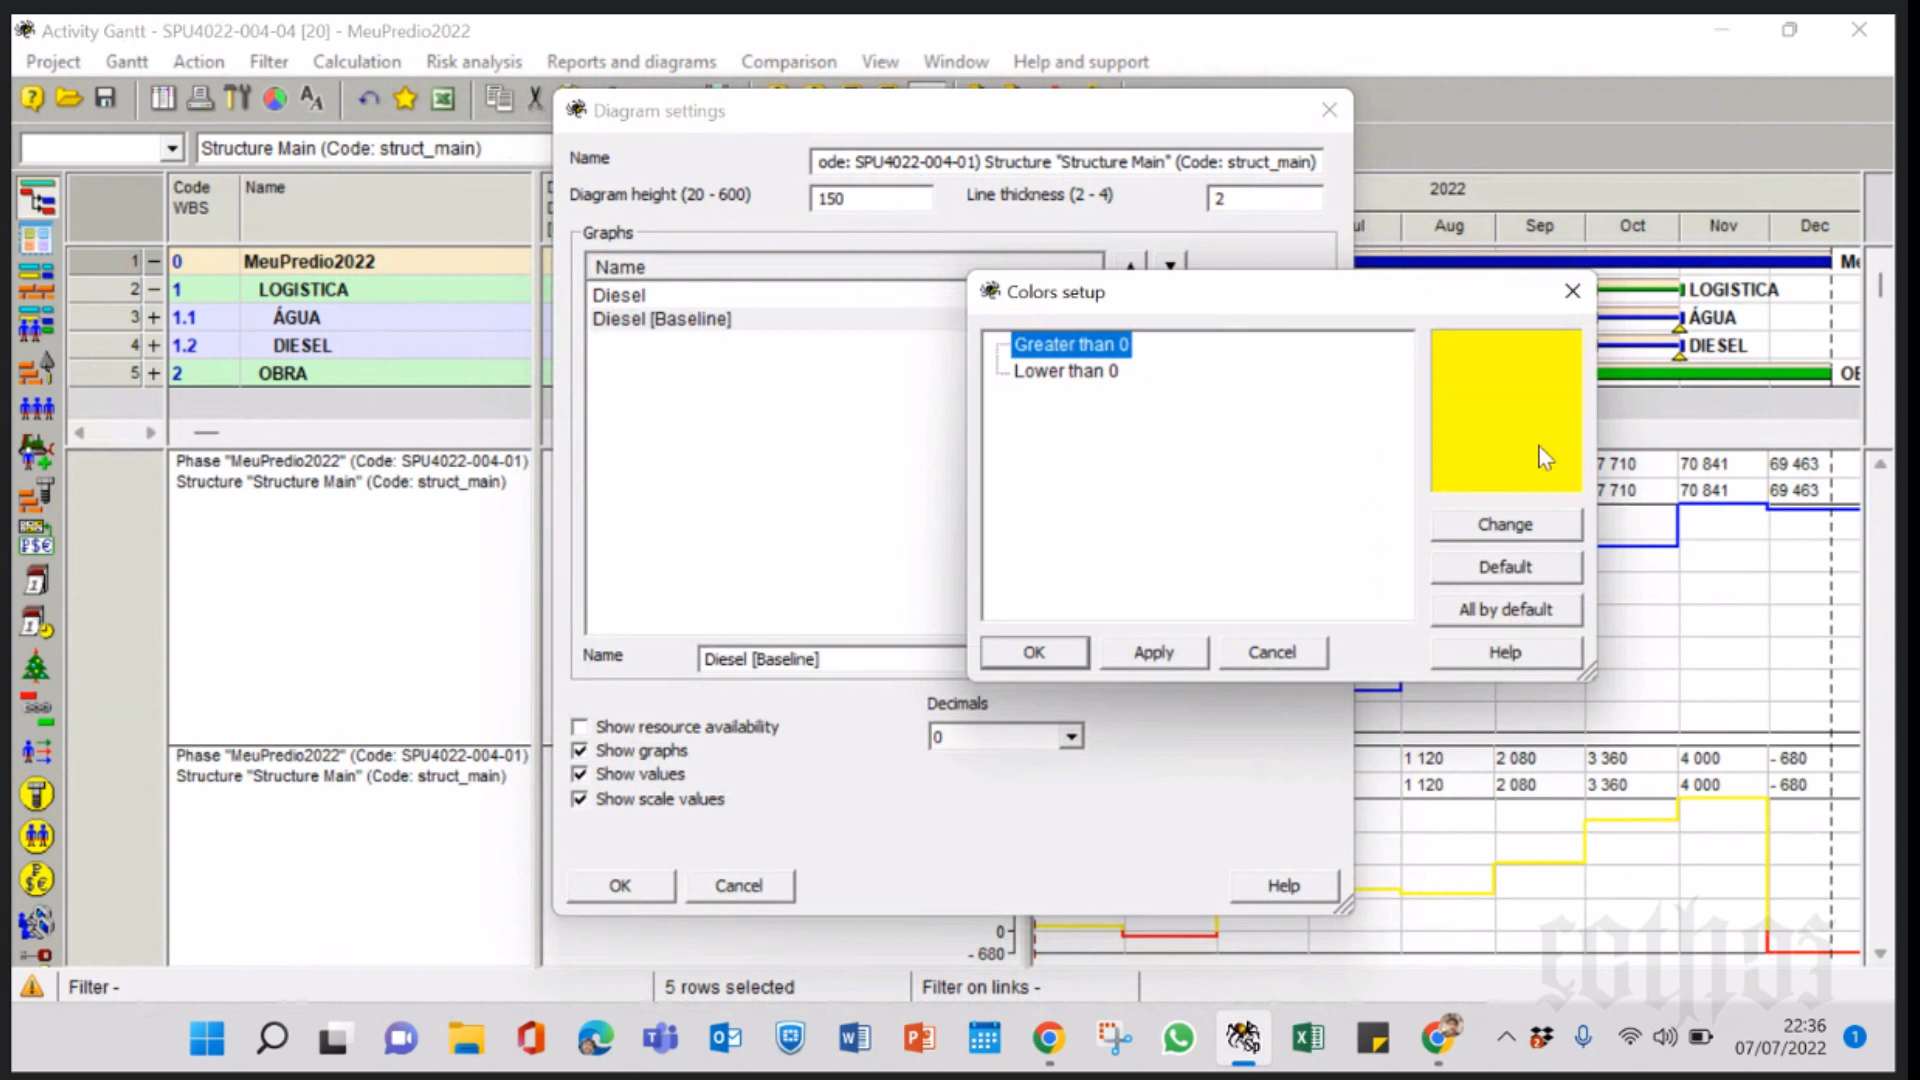 Activity Gantt - SPU4022-004-04 [20] - MeuPredio2022
Project Gantt Action Filter Calculation Risk analysis Reports and diagrams Comparison View Window Help and support
Structure Main (Code: struct_main)
Code
WBS
Name
1 0 MeuPredio2022
2 1 LOGISTICA
3 1.1 ÁGUA
4 1.2 DIESEL
5 2 OBRA
Phase "MeuPredio2022" (Code: SPU4022-004-01)
Structure "Structure Main" (Code: struct_main)
Phase "MeuPredio2022" (Code: SPU4022-004-01)
Structure "Structure Main" (Code: struct_main)
Diagram settings
Name ode: SPU4022-004-01) Structure "Structure Main" (Code: struct_main)
Diagram height (20 - 600) 150 Line thickness (2 - 4) 2
Graphs
Name
Diesel
Diesel [Baseline]
Name Diesel [Baseline]
Decimals
0
Show resource availability
Show graphs
Show values
Show scale values
OK Cancel Help
Colors setup
Greater than 0
Lower than 0
Change
Default
All by default
OK Apply Cancel Help
2022
Aug Sep Oct Nov Dec
LOGISTICA
ÁGUA
DIESEL
7 710 70 841 69 463
7 710 70 841 69 463
1 120 2 080 3 360 4 000 - 680
1 120 2 080 3 360 4 000 - 680
0
- 680
sothos
Filter - 5 rows selected Filter on links -
22:36
07/07/2022
1